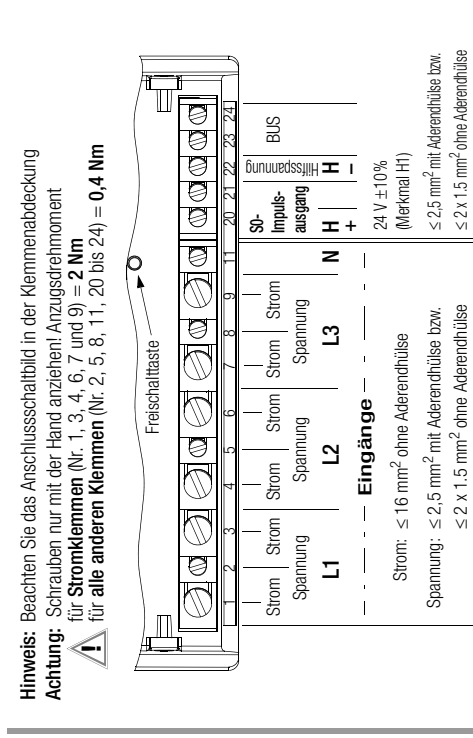 Hinweis: Beachten Sie das Anschlussschaltbild in der Klemmenabdeckung
Achtung: Schrauben nur mit der Hand anziehen! Anzugsdrehmoment
für Stromklemmen (Nr. 1, 3, 4, 6, 7 und 9) = 2 Nm
für alle anderen Klemmen (Nr. 2, 5, 8, 11, 20 bis 24) = 0,4 Nm
Freischalttaste
1 2 3 4 5 6 7 8 9 11 20 21 22 23 24
Strom Strom Strom Strom Strom Strom
Spannung Spannung Spannung
L1 L2 L3 N
S0-
Impuls-
ausgang
H H
+ –
Hilfsspannung
BUS
Eingänge
24 V ±10%
(Merkmal H1)
Strom: ≤ 16 mm² ohne Aderendhülse
Spannung: ≤ 2,5 mm² mit Aderendhülse bzw.
≤ 2 x 1.5 mm² ohne Aderendhülse
≤ 2,5 mm² mit Aderendhülse bzw.
≤ 2 x 1.5 mm² ohne Aderendhülse